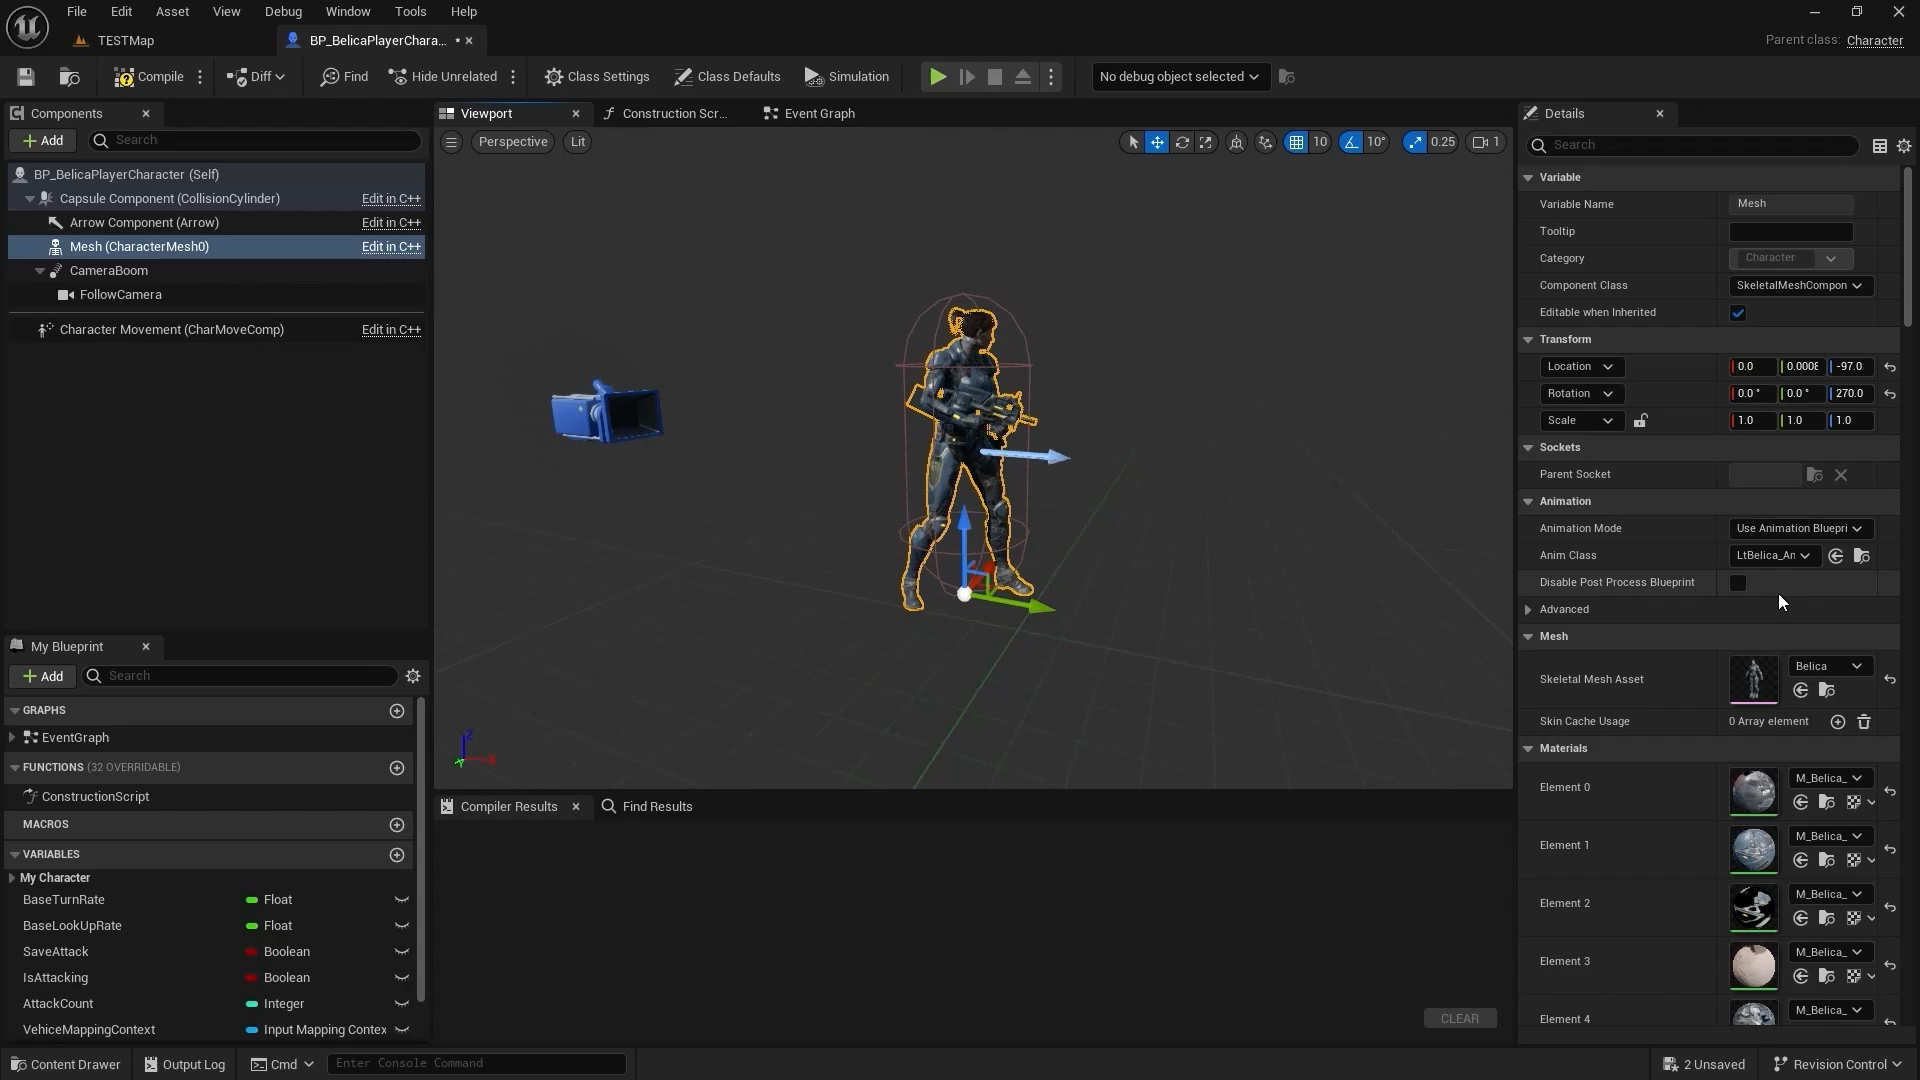 File Edit Asset View Debug Window Tools Help
TESTMap
BP_BelicaPlayerChara... •
Parent class: Character
Compile
Diff
Find
Hide Unrelated
Class Settings
Class Defaults
Simulation
No debug object selected
Components
Add
Search
BP_BelicaPlayerCharacter (Self)
Capsule Component (CollisionCylinder) Edit in C++
Arrow Component (Arrow) Edit in C++
Mesh (CharacterMesh0) Edit in C++
CameraBoom
FollowCamera
Character Movement (CharMoveComp) Edit in C++
My Blueprint
Add
Search
GRAPHS
EventGraph
FUNCTIONS (32 OVERRIDABLE)
ConstructionScript
MACROS
VARIABLES
My Character
BaseTurnRate Float
BaseLookUpRate Float
SaveAttack Boolean
IsAttacking Boolean
AttackCount Integer
VehiceMappingContext Input Mapping Contex
Viewport
Construction Scr...
Event Graph
Perspective
Lit
10
10°
0.25
1
Z
Compiler Results
Find Results
CLEAR
Details
Search
Variable
Variable Name Mesh
Tooltip
Category Character
Component Class SkeletalMeshCompon
Editable when Inherited
Transform
Location 0.0 0.0008 -97.0
Rotation 0.0 ° 0.0 ° 270.0
Scale 1.0 1.0 1.0
Sockets
Parent Socket
Animation
Animation Mode Use Animation Bluepri
Anim Class LtBelica_An
Disable Post Process Blueprint
Advanced
Mesh
Skeletal Mesh Asset Belica
Skin Cache Usage 0 Array element
Materials
Element 0 M_Belica_
Element 1 M_Belica_
Element 2 M_Belica_
Element 3 M_Belica_
Element 4 M_Belica_
Content Drawer
Output Log
Cmd
Enter Console Command
2 Unsaved
Revision Control